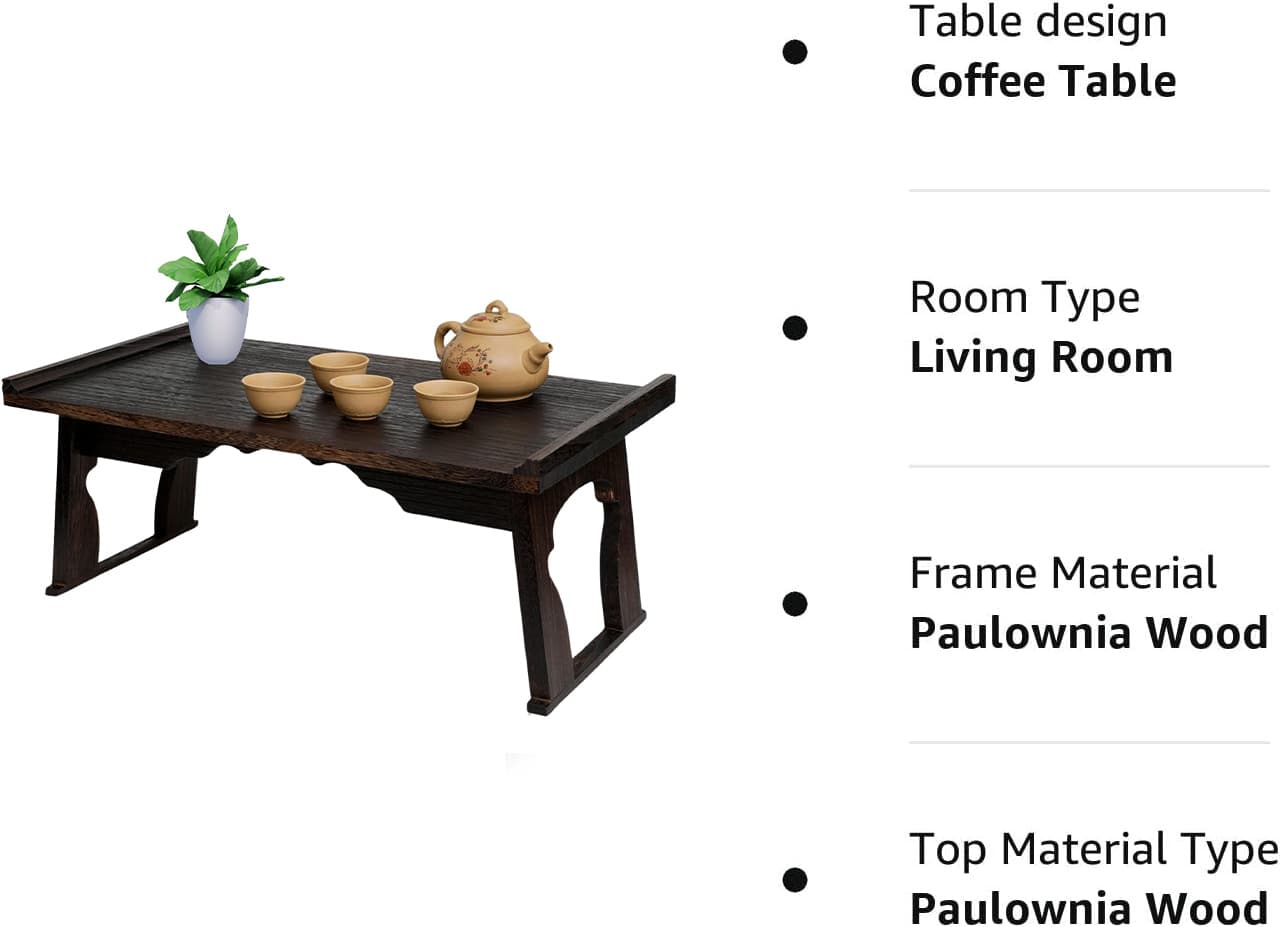 Table design
Coffee Table
Room Type
Living Room
Frame Material
Paulownia Wood
Top Material Type
Paulownia Wood